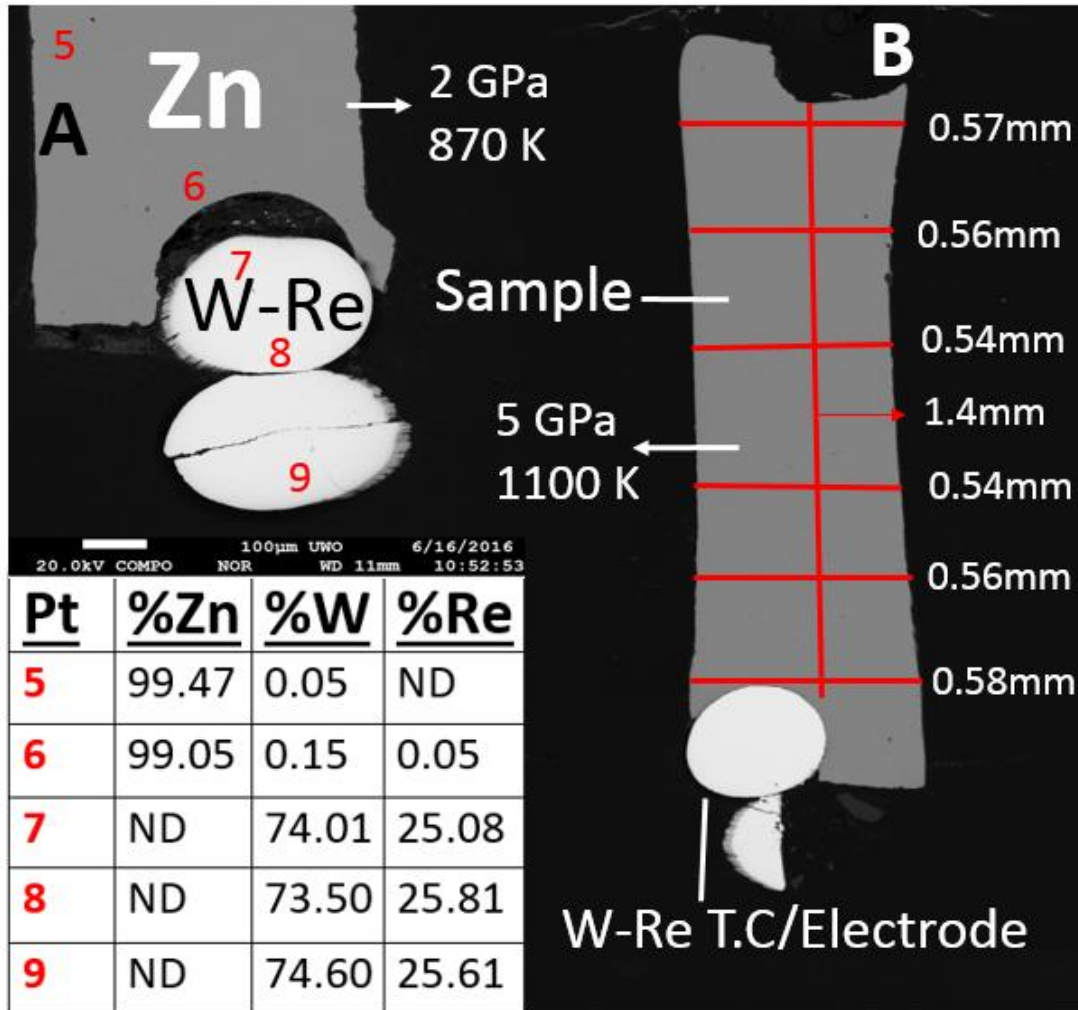 5
Zn
A
2 GPa
870 K
6
7
W-Re
8
9
100µm UWO 6/16/2016
20.0kV COMPO NOR WD 11mm 10:52:53
Pt %Zn %W %Re
5 99.47 0.05 ND
6 99.05 0.15 0.05
7 ND 74.01 25.08
8 ND 73.50 25.81
9 ND 74.60 25.61
B
0.57mm
0.56mm
Sample
0.54mm
1.4mm
5 GPa
1100 K
0.54mm
0.56mm
0.58mm
W-Re T.C/Electrode